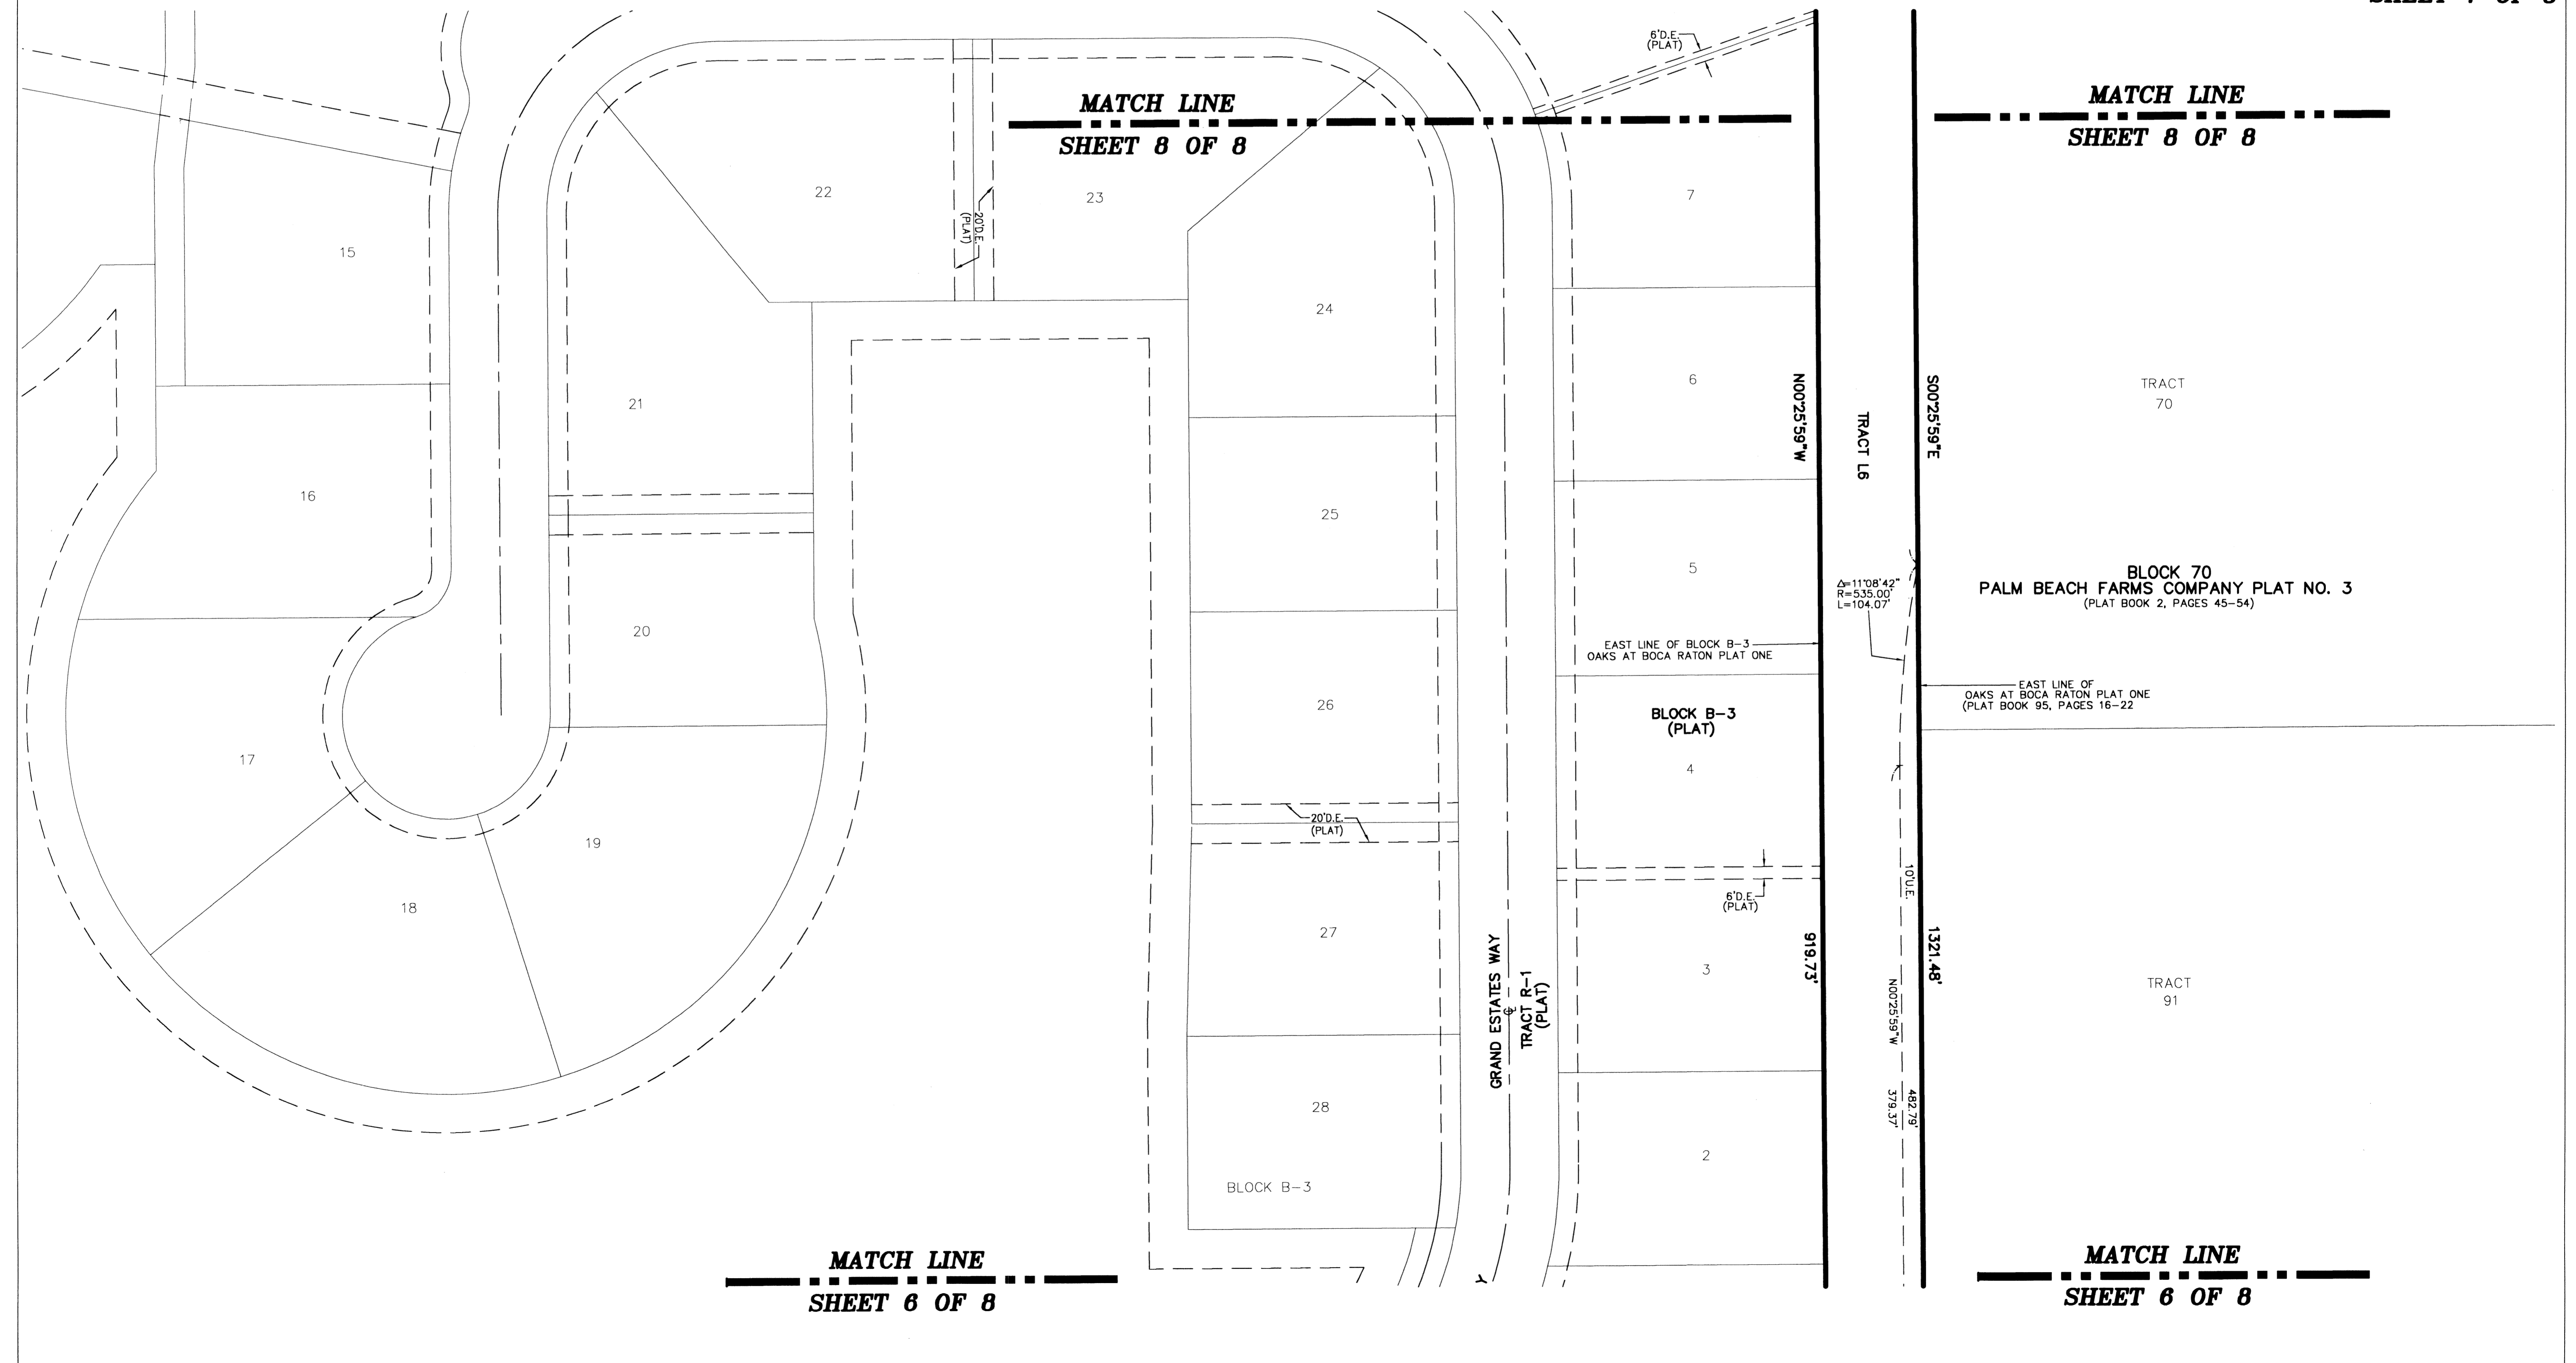 6'D.E.
(PLAT)
MATCH LINE
SHEET 8 OF 8
MATCH LINE
SHEET 8 OF 8
22
23
7
20'D.E.
(PLAT)
15
24
6
N00°25'59"W
TRACT L6
S00°25'59"E
TRACT
70
21
16
25
5
Δ=11°08'42"
R=535.00'
L=104.07'
BLOCK 70
PALM BEACH FARMS COMPANY PLAT NO. 3
(PLAT BOOK 2, PAGES 45-54)
20
EAST LINE OF BLOCK B-3
OAKS AT BOCA RATON PLAT ONE
EAST LINE OF
OAKS AT BOCA RATON PLAT ONE
(PLAT BOOK 95, PAGES 16-22
26
BLOCK B-3
(PLAT)
4
17
19
18
20'D.E.
(PLAT)
6'D.E.
(PLAT)
10'U.E.
27
3
919.73'
1321.48'
GRAND ESTATES WAY
TRACT R-1
(PLAT)
N00°25'59"W
TRACT
91
28
2
482.79'
379.37'
BLOCK B-3
Y
MATCH LINE
SHEET 6 OF 8
MATCH LINE
SHEET 6 OF 8